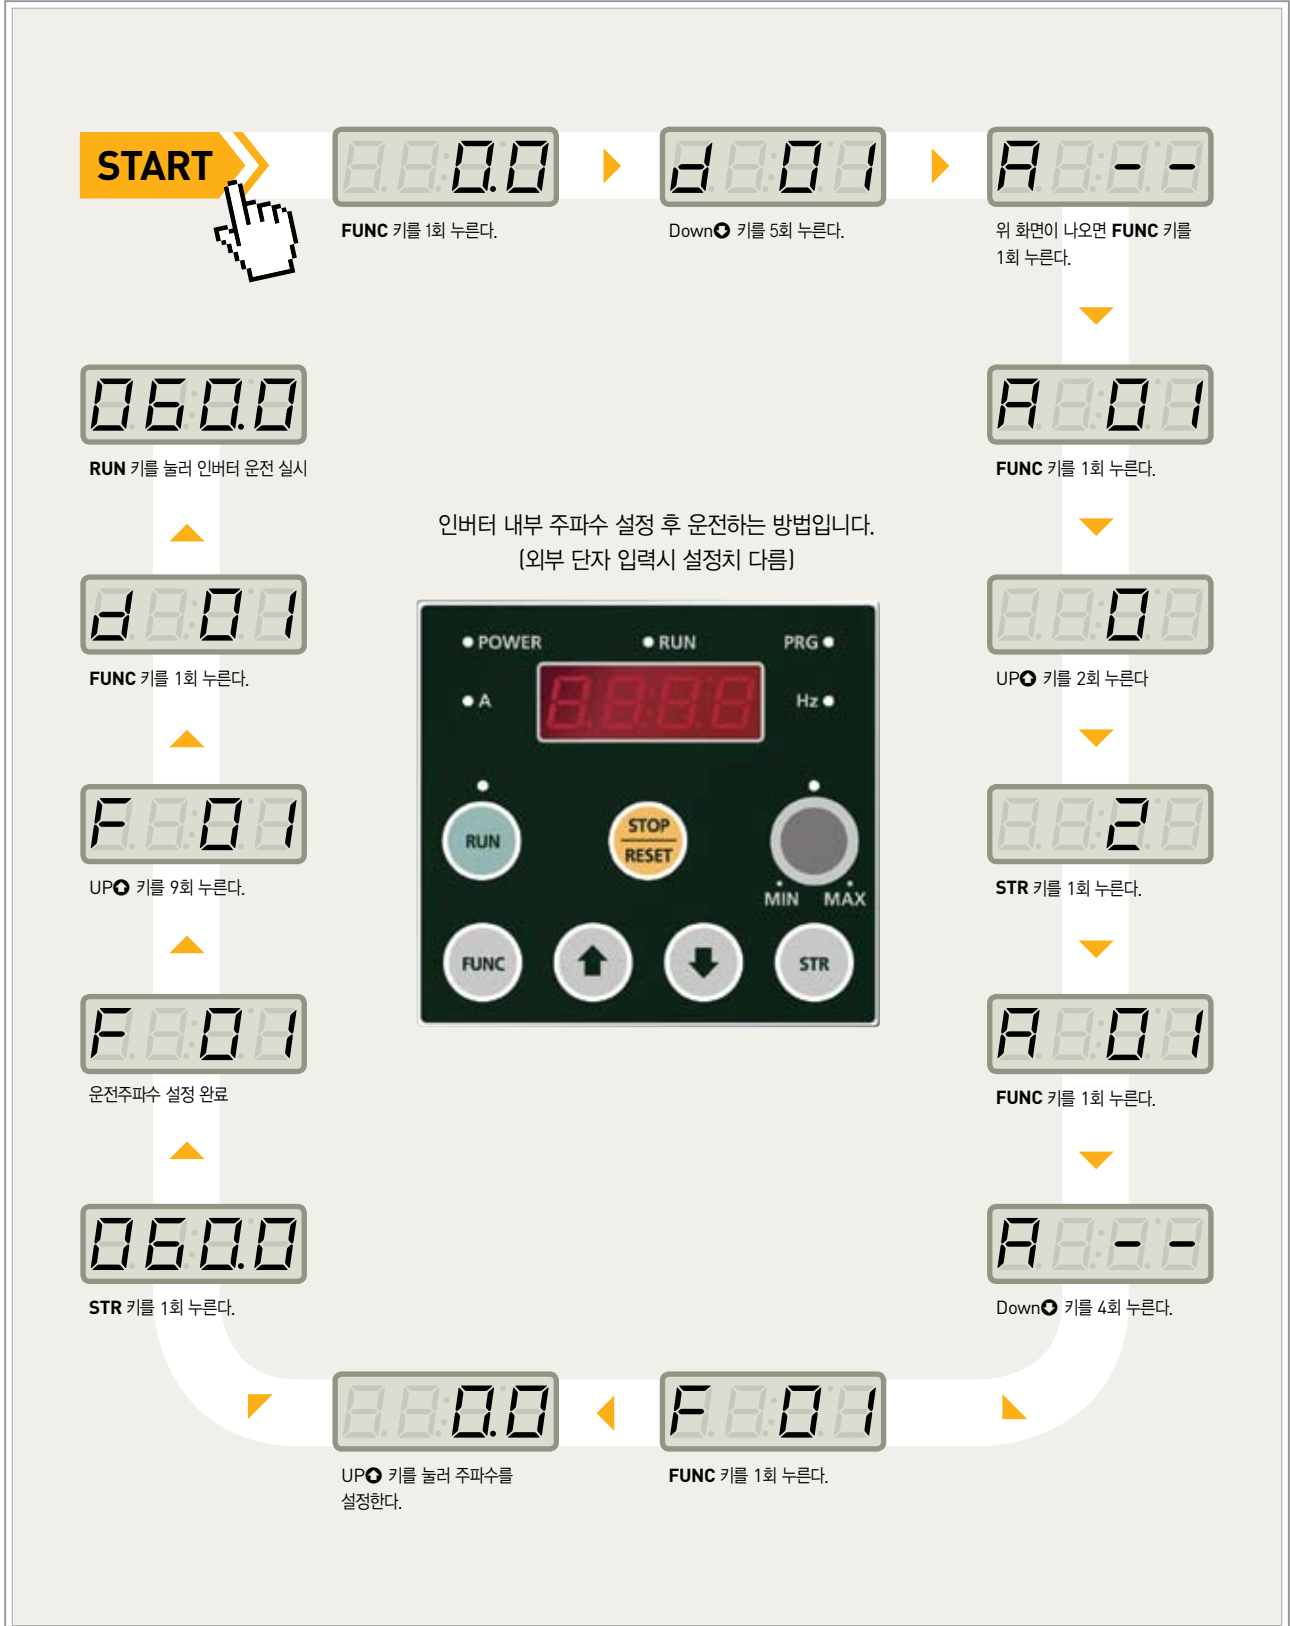 START
0.0
FUNC 키를 1회 누른다.
d 01
Down 키를 5회 누른다.
A --
위 화면이 나오면 FUNC 키를
1회 누른다.
A 01
FUNC 키를 1회 누른다.
0
UP 키를 2회 누른다
2
STR 키를 1회 누른다.
A 01
FUNC 키를 1회 누른다.
A --
Down 키를 4회 누른다.
F 01
FUNC 키를 1회 누른다.
0.0
UP 키를 눌러 주파수를
설정한다.
060.0
STR 키를 1회 누른다.
F 01
운전주파수 설정 완료
F 01
UP 키를 9회 누른다.
d 01
FUNC 키를 1회 누른다.
060.0
RUN 키를 눌러 인버터 운전 실시
인버터 내부 주파수 설정 후 운전하는 방법입니다.
(외부 단자 입력시 설정치 다름)
POWER RUN PRG
A Hz
RUN
STOP
RESET
MIN MAX
FUNC STR